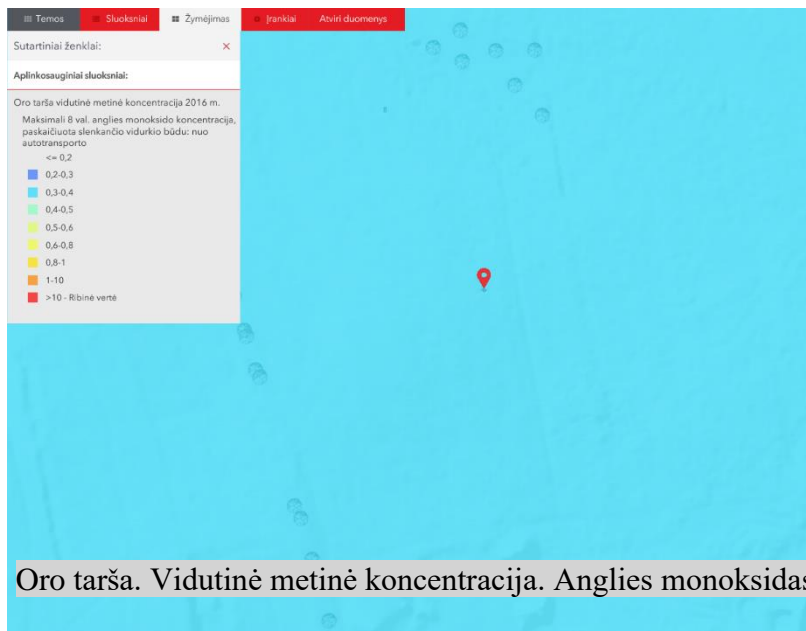 Temos Sluoksniai Žymėjimas Įrankiai Atviri duomenys
Sutartiniai ženklai:
Aplinkosauginiai sluoksniai:
Oro tarša vidutinė metinė koncentracija 2016 m.
Maksimali 8 val. anglies monoksido koncentracija,
paskaičiuota slenkančio vidurkio būdu: nuo
autotransporto
<= 0,2
0,2-0,3
0,3-0,4
0,4-0,5
0,5-0,6
0,6-0,8
0,8-1
1-10
>10 - Ribinė vertė
Oro tarša. Vidutinė metinė koncentracija. Anglies monoksidas